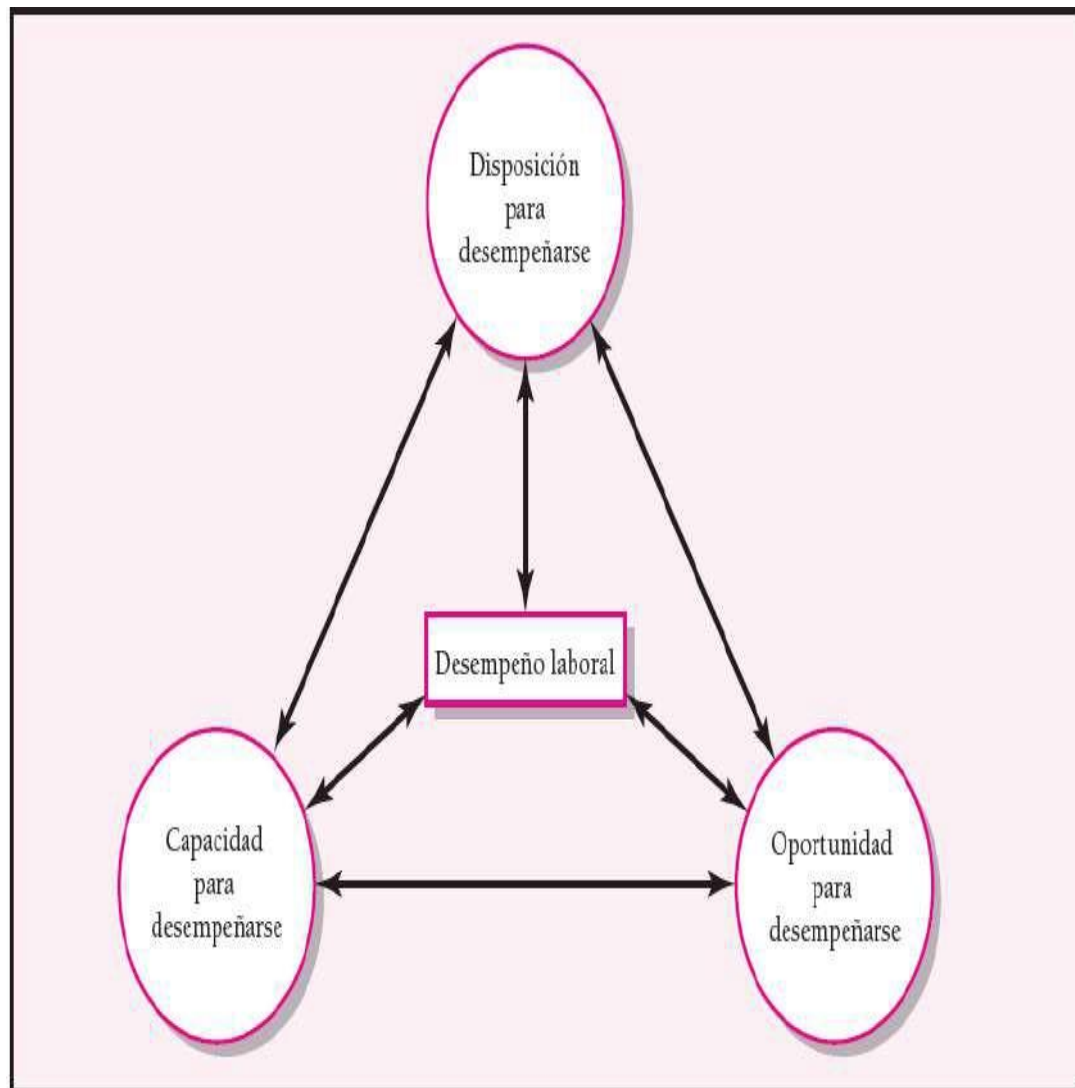 Disposición
para
desempeñarse
Desempeño laboral
Capacidad
para
desempeñarse
Oportunidad
para
desempeñarse